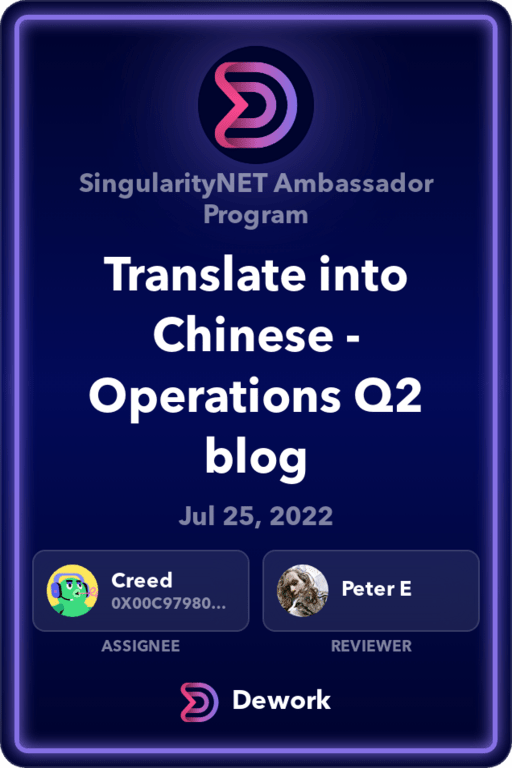 SingularityNET Ambassador
Program
Translate into
Chinese -
Operations Q2
blog
Jul 25, 2022
Creed
0X00C97980...
Peter E
ASSIGNEE
REVIEWER
Dework